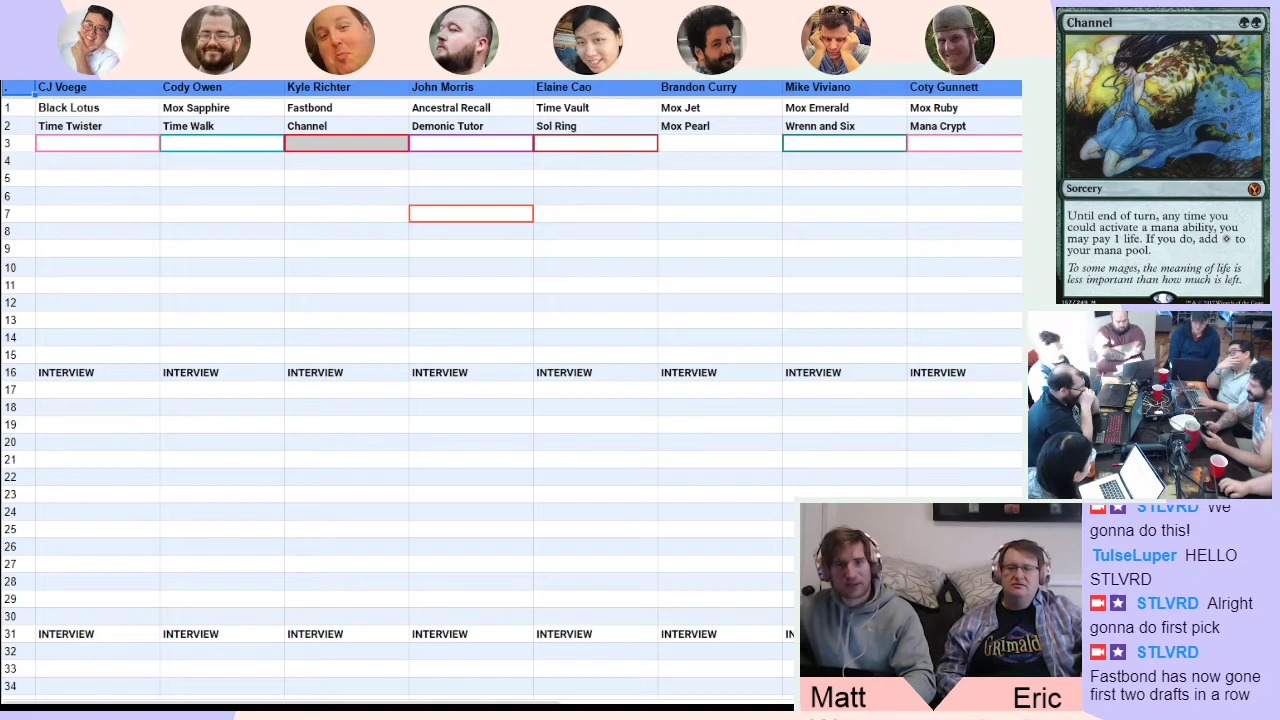 . CJ Voege Cody Owen Kyle Richter John Morris Elaine Cao Brandon Curry Mike Viviano Coty Gunnett
1 Black Lotus Mox Sapphire Fastbond Ancestral Recall Time Vault Mox Jet Mox Emerald Mox Ruby
2 Time Twister Time Walk Channel Demonic Tutor Sol Ring Mox Pearl Wrenn and Six Mana Crypt
3
4
5
6
7
8
9
10
11
12
13
14
15
16 INTERVIEW INTERVIEW INTERVIEW INTERVIEW INTERVIEW INTERVIEW INTERVIEW INTERVIEW
17
18
19
20
21
22
23
24
25
26
27
28
29
30
31 INTERVIEW INTERVIEW INTERVIEW INTERVIEW INTERVIEW INTERVIEW IN
32
33
34
Channel
Sorcery
Until end of turn, any time you
could activate a mana ability, you
may pay 1 life. If you do, add to
your mana pool.
To some mages, the meaning of life is
less important than how much is left.
STLVRD We
gonna do this!
TulseLuper HELLO
STLVRD
STLVRD Alright
gonna do first pick
STLVRD
Fastbond has now gone
first two drafts in a row
Matt Eric